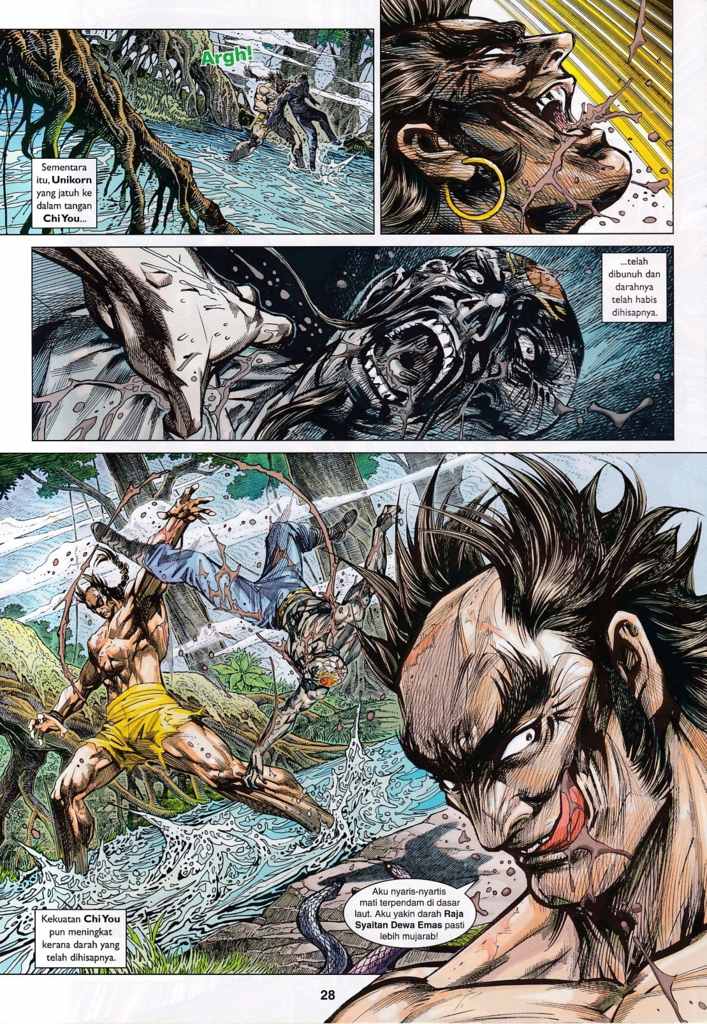 Argh!
Sementara
itu, Unikorn
yang jatuh ke
dalam tangan
Chi You...
...telah
dibunuh dan
darahnya
telah habis
dihisapnya.
Aku nyaris-nyartis
mati terpendam di dasar
laut. Aku yakin darah Raja
Syaitan Dewa Emas pasti
lebih mujarab!
Kekuatan Chi You
pun meningkat
kerana darah yang
telah dihisapnya.
28